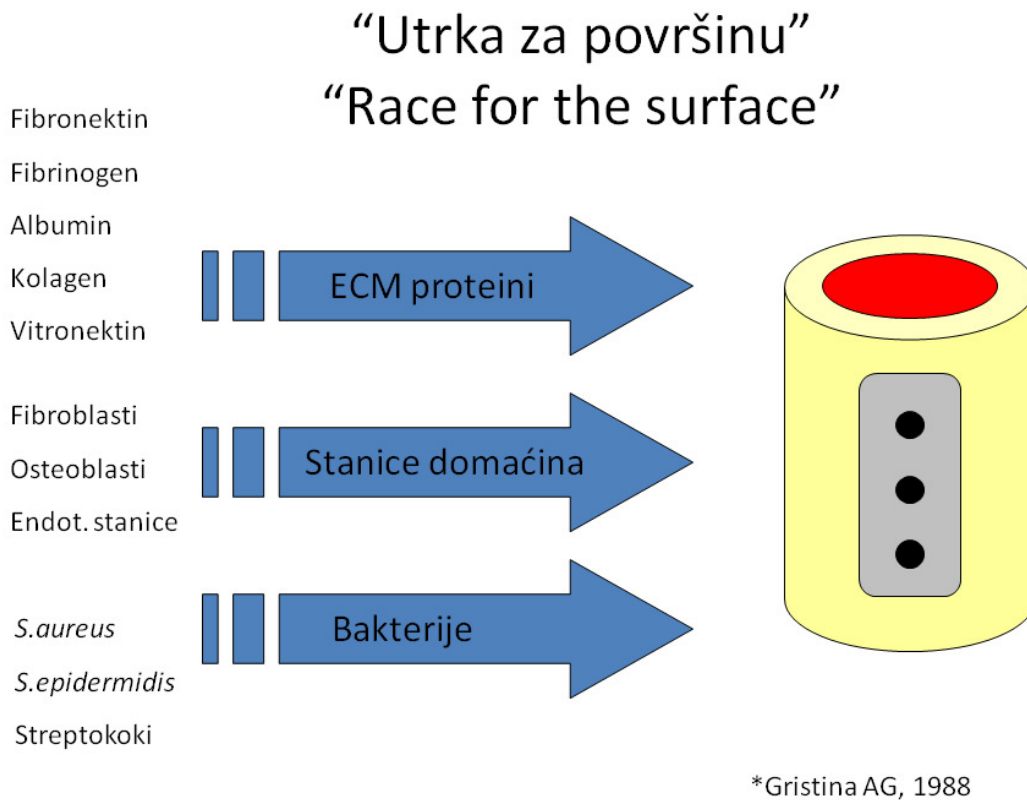 “Utrka za površinu”
“Race for the surface”
Fibronektin
Fibrinogen
Albumin
Kolagen
Vitronektin
ECM proteini
Fibroblasti
Osteoblasti
Endot. stanice
Stanice domaćina
S.aureus
S.epidermidis
Streptokoki
Bakterije
*Gristina AG, 1988